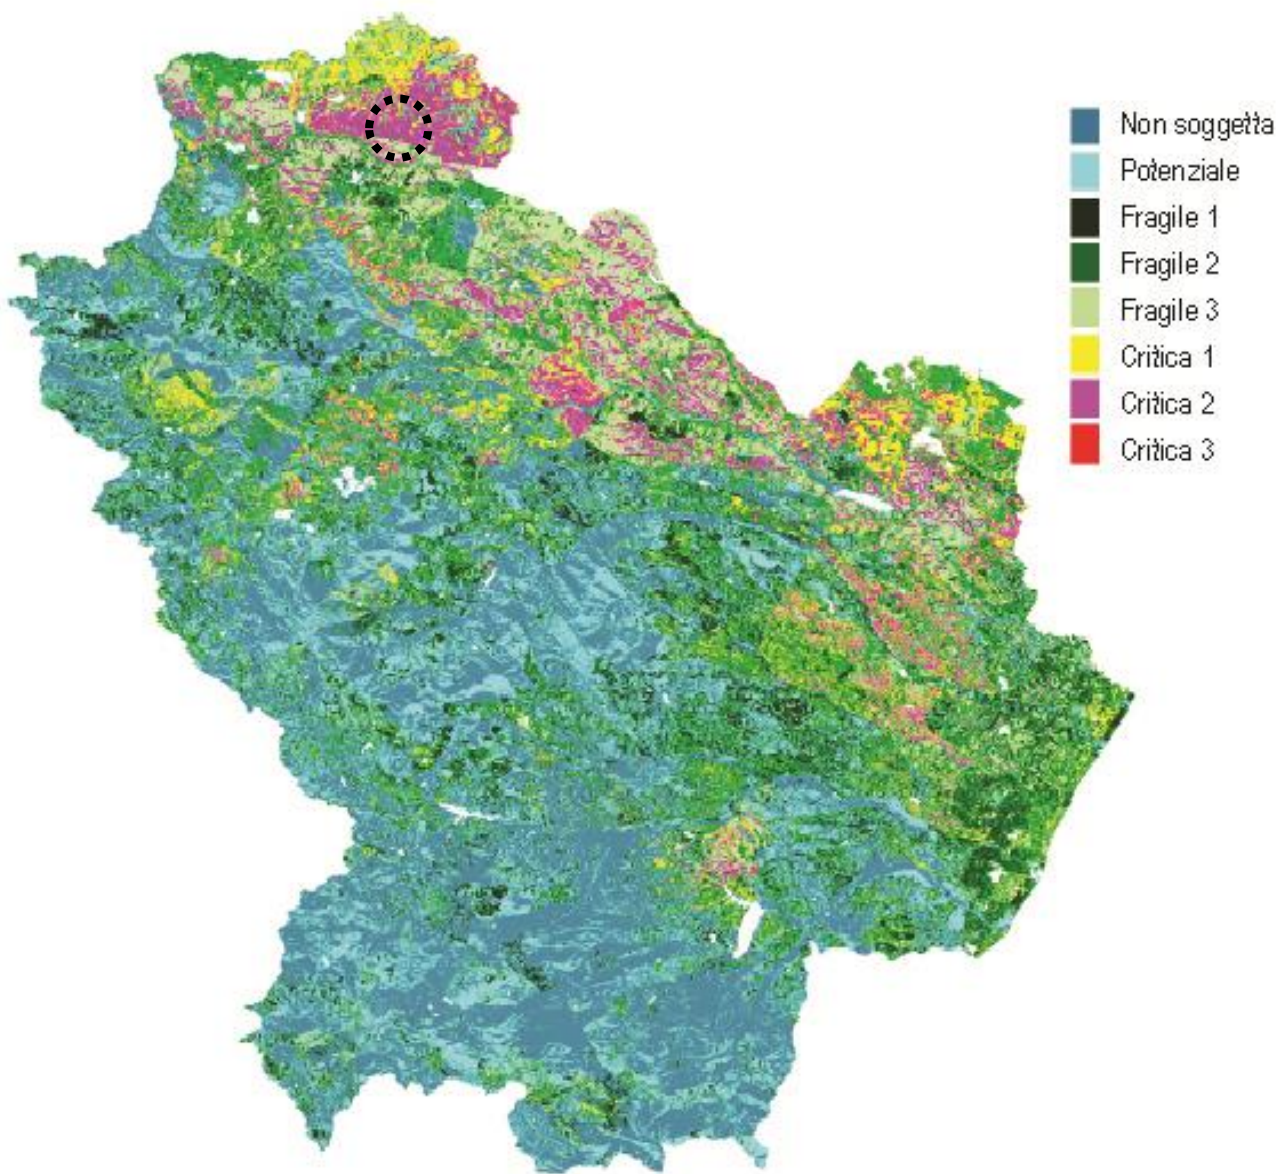 Non soggetta
Potenziale
Fragile 1
Fragile 2
Fragile 3
Critica 1
Critica 2
Critica 3